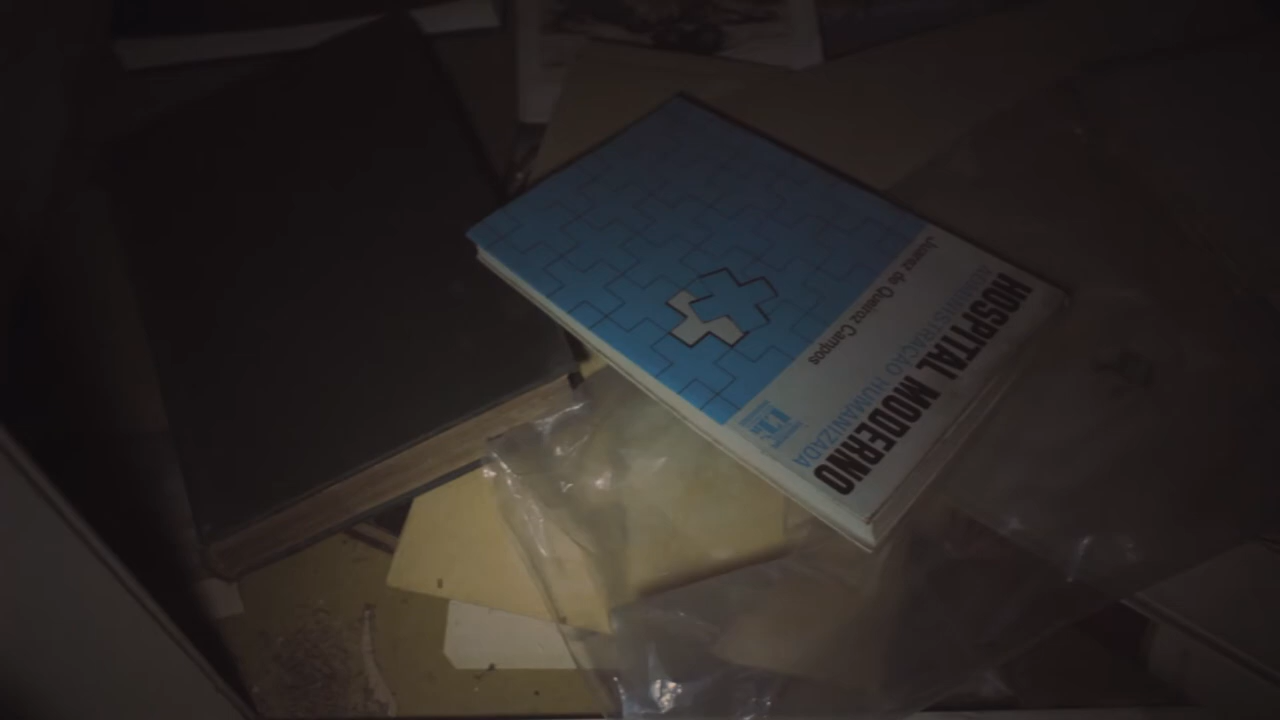 HOSPITAL MODERNO
ADMINISTRAÇÃO HUMANIZADA
Juarez de Queiroz Campos